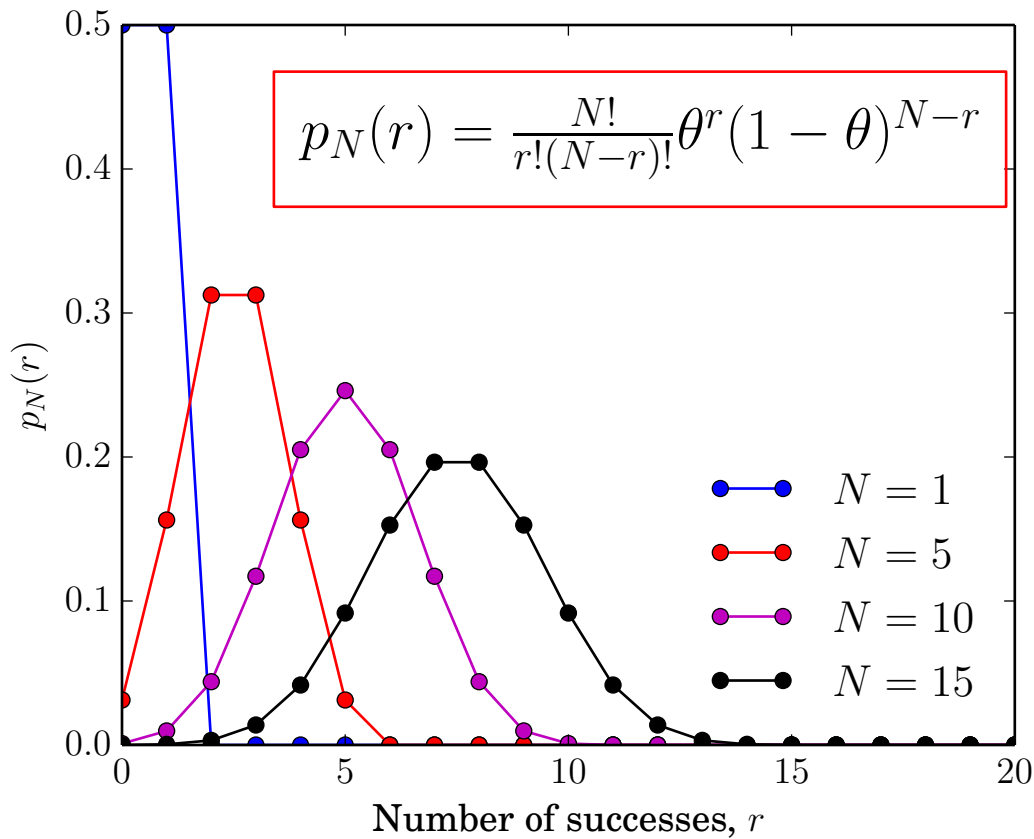 0.5
0.4
0.3
0.2
0.1
0.0
p_N(r)
p_N(r) = \frac{N!}{r!(N-r)!}θ^r(1 − θ)^{N−r}
N = 1
N = 5
N = 10
N = 15
0 5 10 15 20
Number of successes, r